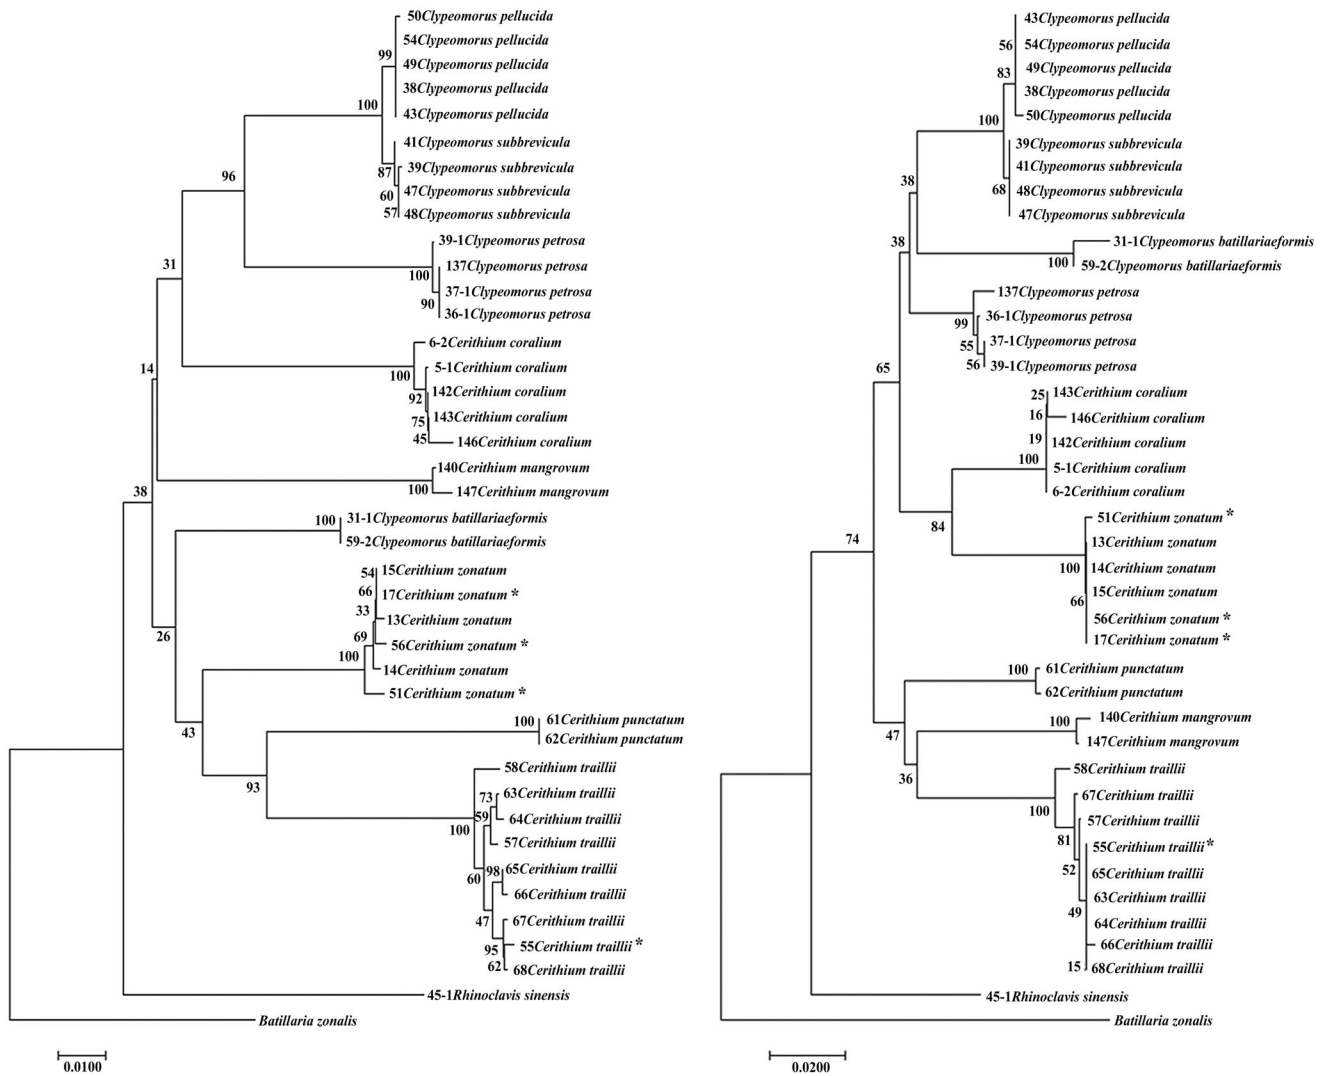 50Clypeomorus pellucida
54Clypeomorus pellucida
99
49Clypeomorus pellucida
38Clypeomorus pellucida
100
43Clypeomorus pellucida
41Clypeomorus subbrevicula
39Clypeomorus subbrevicula
87
96
47Clypeomorus subbrevicula
60
57
48Clypeomorus subbrevicula
39-1Clypeomorus petrosa
31
137Clypeomorus petrosa
100
37-1Clypeomorus petrosa
90
36-1Clypeomorus petrosa
6-2Cerithium coralium
14
5-1Cerithium coralium
100
142Cerithium coralium
92
143Cerithium coralium
75
45
146Cerithium coralium
140Cerithium mangrovum
38
100
147Cerithium mangrovum
100
31-1Clypeomorus batillariaeformis
59-2Clypeomorus batillariaeformis
54
15Cerithium zonatum
66
17Cerithium zonatum *
33
13Cerithium zonatum
26
69
56Cerithium zonatum *
100
14Cerithium zonatum
51Cerithium zonatum *
43
100
61Cerithium punctatum
62Cerithium punctatum
58Cerithium traillii
93
73
63Cerithium traillii
59
64Cerithium traillii
100
57Cerithium traillii
98
65Cerithium traillii
60
66Cerithium traillii
47
67Cerithium traillii
95
55Cerithium traillii *
62
68Cerithium traillii
45-1Rhinoclavis sinensis
Batillaria zonalis
0.0100
43Clypeomorus pellucida
56
54Clypeomorus pellucida
83
49Clypeomorus pellucida
38Clypeomorus pellucida
100
50Clypeomorus pellucida
39Clypeomorus subbrevicula
41Clypeomorus subbrevicula
38
68
48Clypeomorus subbrevicula
47Clypeomorus subbrevicula
38
31-1Clypeomorus batillariaeformis
100
59-2Clypeomorus batillariaeformis
137Clypeomorus petrosa
99
36-1Clypeomorus petrosa
55
37-1Clypeomorus petrosa
65
56
39-1Clypeomorus petrosa
25
143Cerithium coralium
16
146Cerithium coralium
19
142Cerithium coralium
100
5-1Cerithium coralium
6-2Cerithium coralium
84
51Cerithium zonatum *
74
13Cerithium zonatum
100
14Cerithium zonatum
66
15Cerithium zonatum
56Cerithium zonatum *
17Cerithium zonatum *
100
61Cerithium punctatum
62Cerithium punctatum
47
100
140Cerithium mangrovum
147Cerithium mangrovum
36
58Cerithium traillii
100
67Cerithium traillii
57Cerithium traillii
81
55Cerithium traillii *
52
65Cerithium traillii
63Cerithium traillii
49
64Cerithium traillii
66Cerithium traillii
15
68Cerithium traillii
45-1Rhinoclavis sinensis
Batillaria zonalis
0.0200